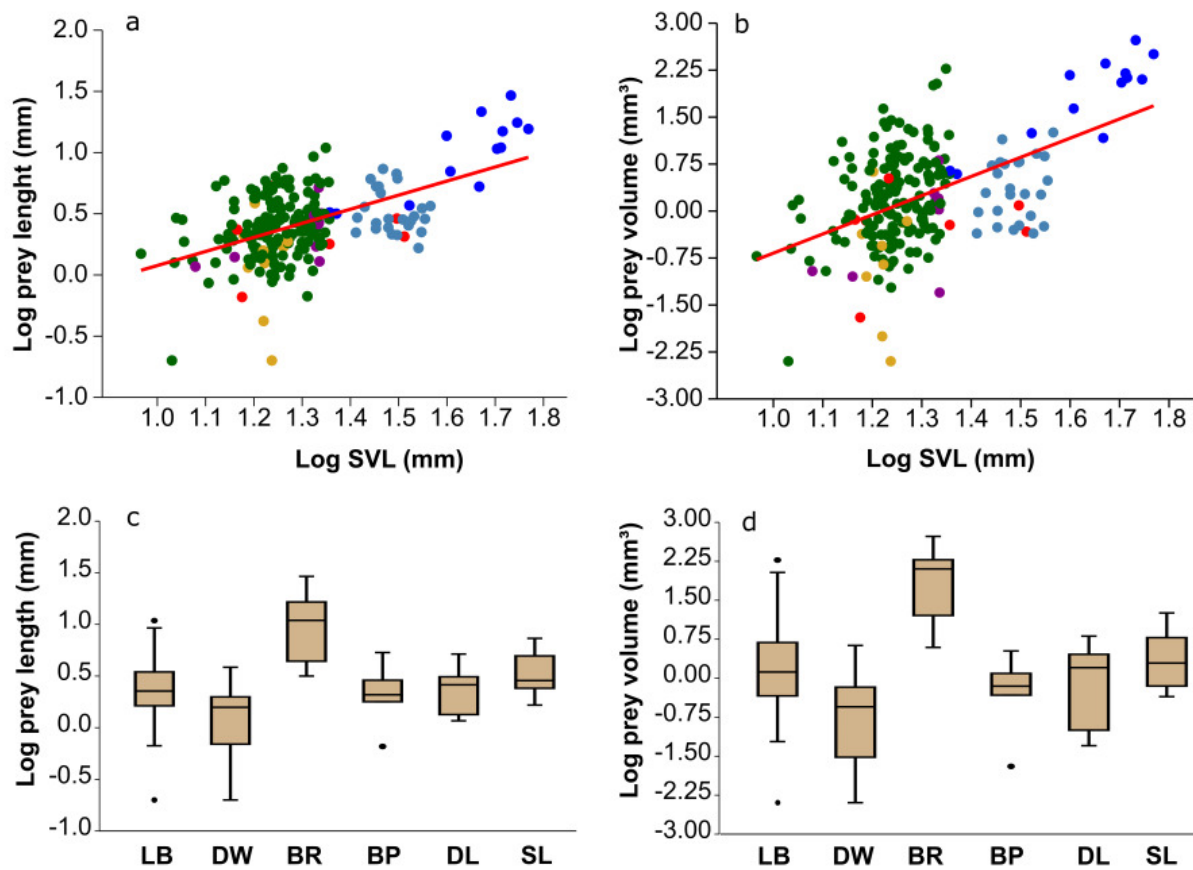 a
Log prey lenght (mm)
2.0
1.5
1.0
0.5
0.0
-0.5
-1.0
1.0 1.1 1.2 1.3 1.4 1.5 1.6 1.7 1.8
Log SVL (mm)
b
Log prey volume (mm³)
3.00
2.25
1.50
0.75
0.00
-0.75
-1.50
-2.25
-3.00
1.0 1.1 1.2 1.3 1.4 1.5 1.6 1.7 1.8
Log SVL (mm)
c
Log prey length (mm)
2.0
1.5
1.0
0.5
0.0
-0.5
-1.0
LB DW BR BP DL SL
d
Log prey volume (mm³)
3.00
2.25
1.50
0.75
0.00
-0.75
-1.50
-2.25
-3.00
LB DW BR BP DL SL